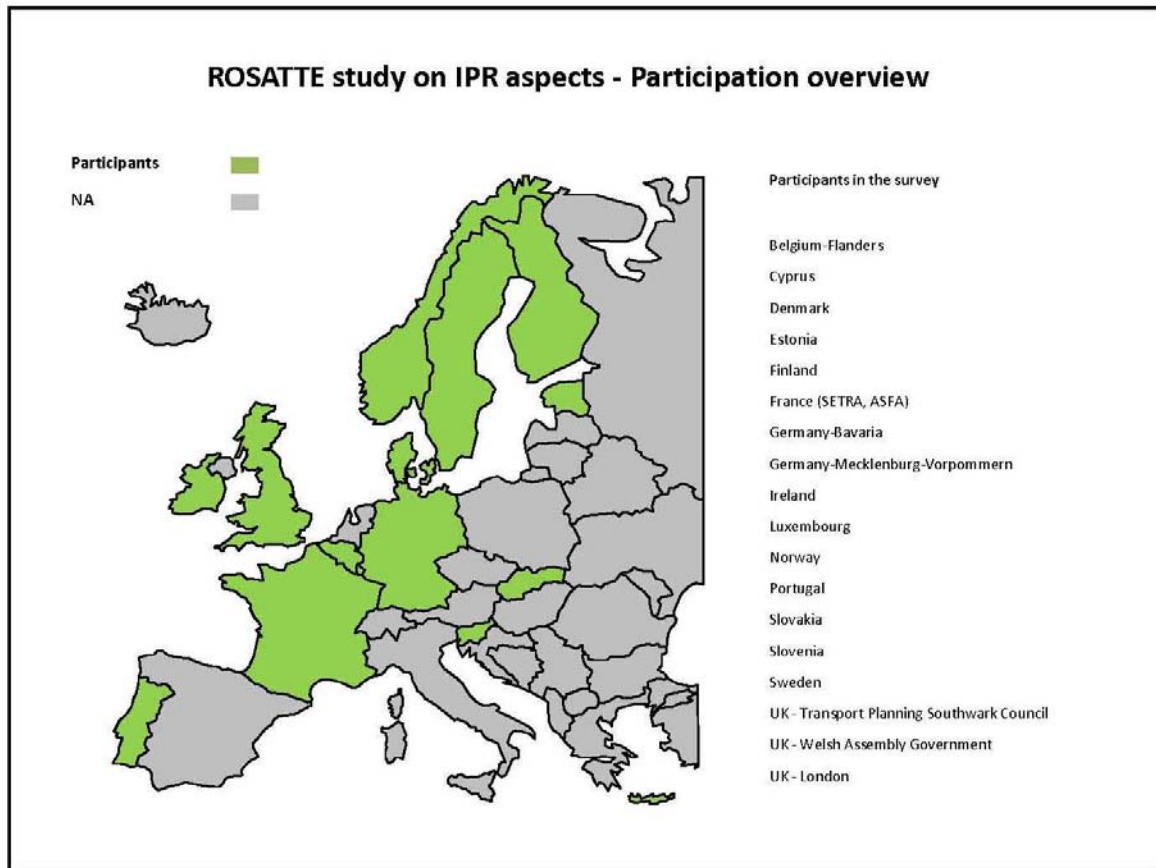 ROSATTE study on IPR aspects - Participation overview
Participants
NA
Participants in the survey
Belgium-Flanders
Cyprus
Denmark
Estonia
Finland
France (SETRA, ASFA)
Germany-Bavaria
Germany-Mecklenburg-Vorpommern
Ireland
Luxembourg
Norway
Portugal
Slovakia
Slovenia
Sweden
UK - Transport Planning Southwark Council
UK - Welsh Assembly Government
UK - London